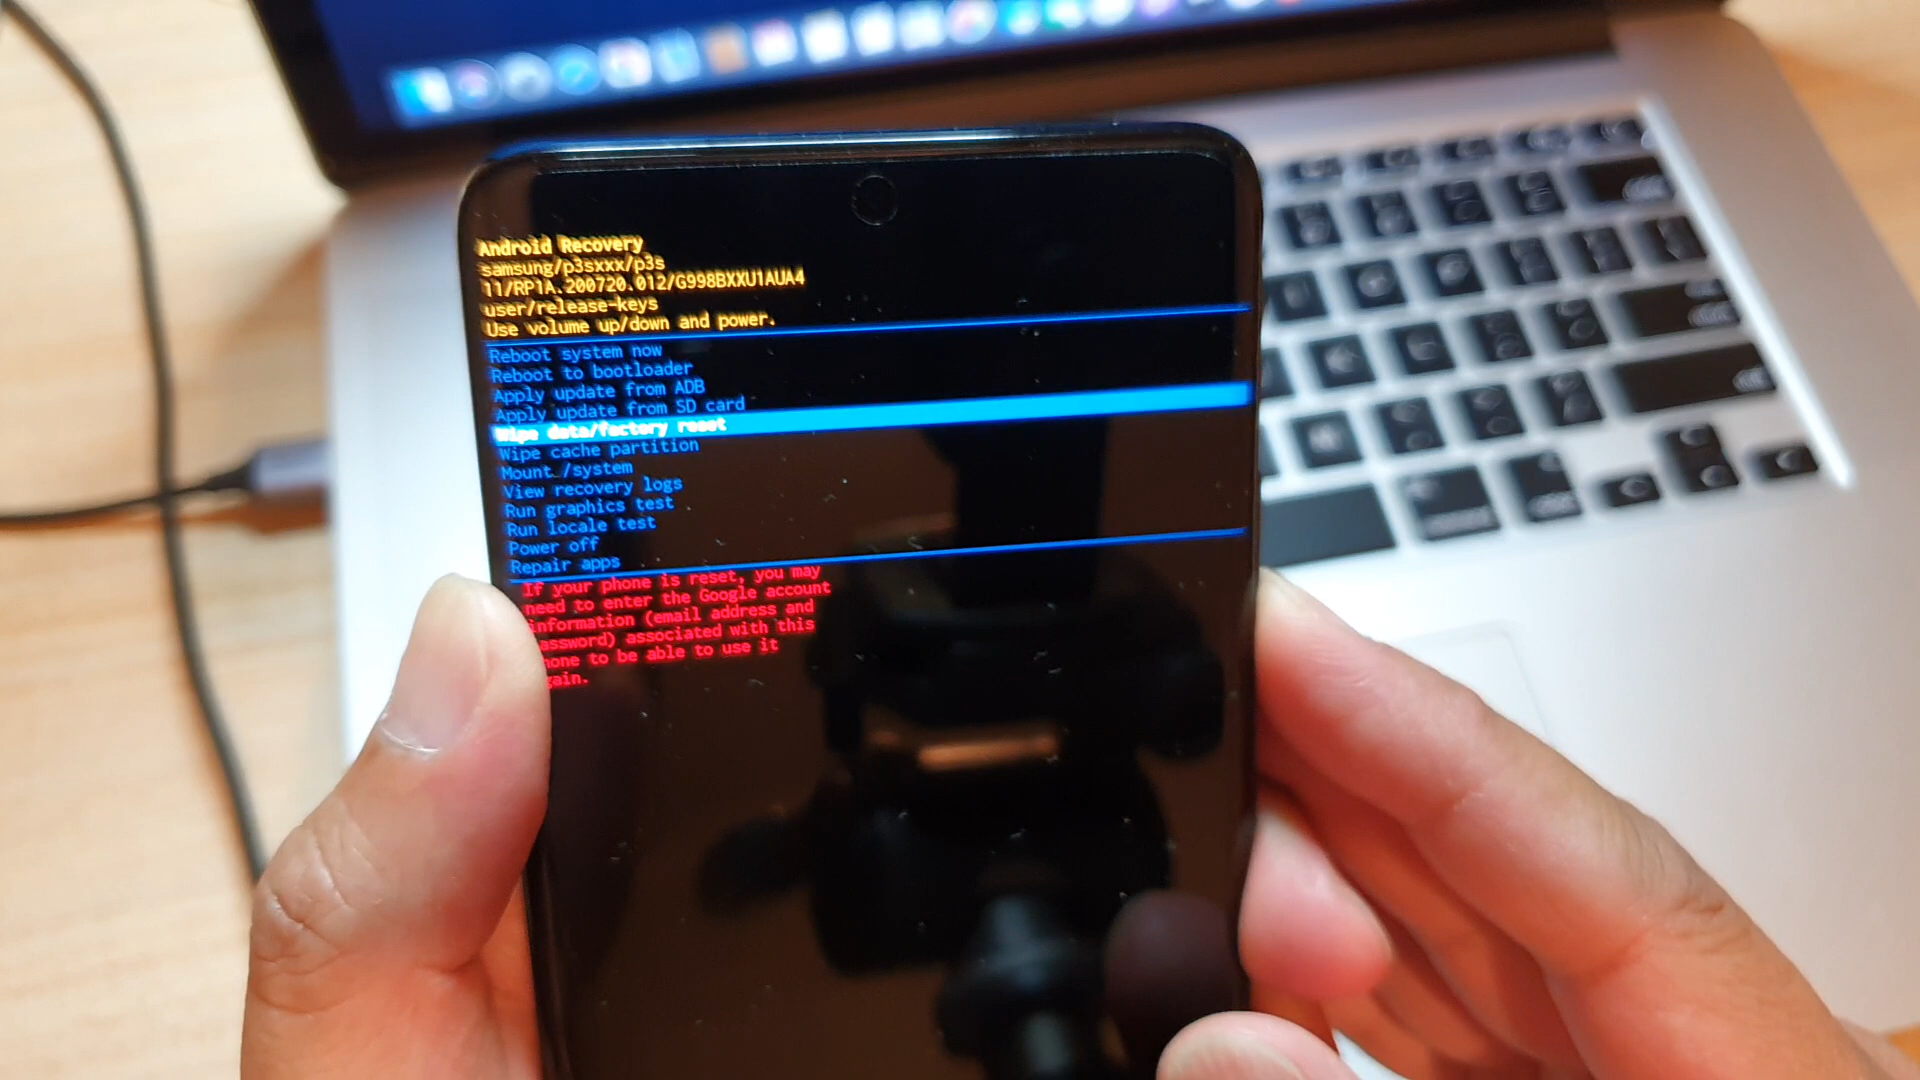 Android Recovery
samsung/p3sxxx/p3s
11/RP1A.200720.012/G998BXXU1AUA4
user/release-keys
Use volume up/down and power.
Reboot system now
Reboot to bootloader
Apply update from ADB
Apply update from SD card
Wipe data/factory reset
Wipe cache partition
Mount /system
View recovery logs
Run graphics test
Run locale test
Power off
Repair apps
If your phone is reset, you may
need to enter the Google account
information (email address and
assword) associated with this
hone to be able to use it
gain.